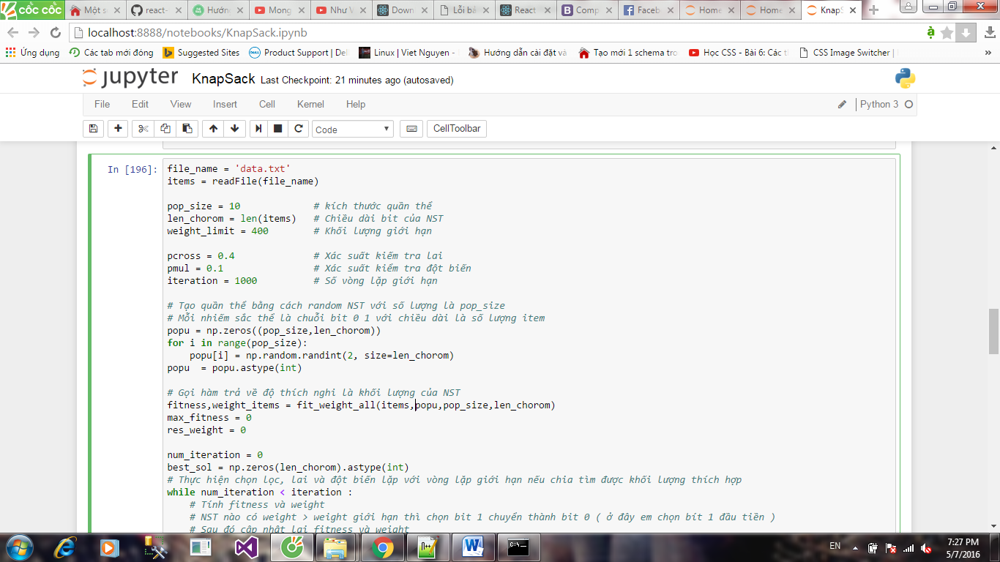 cốc cốc Một số react- Hướng Mong Như V Down Lỗi bả React Comp Faceb Home Home KnapS
localhost:8888/notebooks/KnapSack.ipynb
Ứng dụng Các tab mới đóng Suggested Sites Product Support | Del Linux | Viet Nguyen - Hướng dẫn cài đặt và Tạo mới 1 schema tro Học CSS - Bài 6: Các t CSS Image Switcher | »
jupyter KnapSack Last Checkpoint: 21 minutes ago (autosaved)
File Edit View Insert Cell Kernel Help Python 3
Code CellToolbar
In [196]: file_name = 'data.txt'
items = readFile(file_name)
pop_size = 10 # kích thước quần thể
len_chorom = len(items) # Chiều dài bit của NST
weight_limit = 400 # Khối lượng giới hạn
pcross = 0.4 # Xác suất kiểm tra lai
pmul = 0.1 # Xác suất kiểm tra đột biến
iteration = 1000 # Số vòng lặp giới hạn
# Tạo quần thể bằng cách random NST với số lượng là pop_size
# Mỗi nhiễm sắc thể là chuỗi bit 0 1 với chiều dài là số lượng item
popu = np.zeros((pop_size,len_chorom))
for i in range(pop_size):
popu[i] = np.random.randint(2, size=len_chorom)
popu  = popu.astype(int)
# Gọi hàm trả về độ thích nghi là khối lượng của NST
fitness,weight_items = fit_weight_all(items,popu,pop_size,len_chorom)
max_fitness = 0
res_weight = 0
num_iteration = 0
best_sol = np.zeros(len_chorom).astype(int)
# Thực hiện chọn lọc, lai và đột biến lặp với vòng lặp giới hạn nếu chia tìm được khối lượng thích hợp
while num_iteration < iteration :
# Tính fitness và weight
# NST nào có weight > weight giới hạn thì chọn bit 1 chuyển thành bit 0 ( ở đây em chọn bít 1 đầu tiền )
# Sau đó cập nhật lại fitness và weight
EN 7:27 PM
5/7/2016